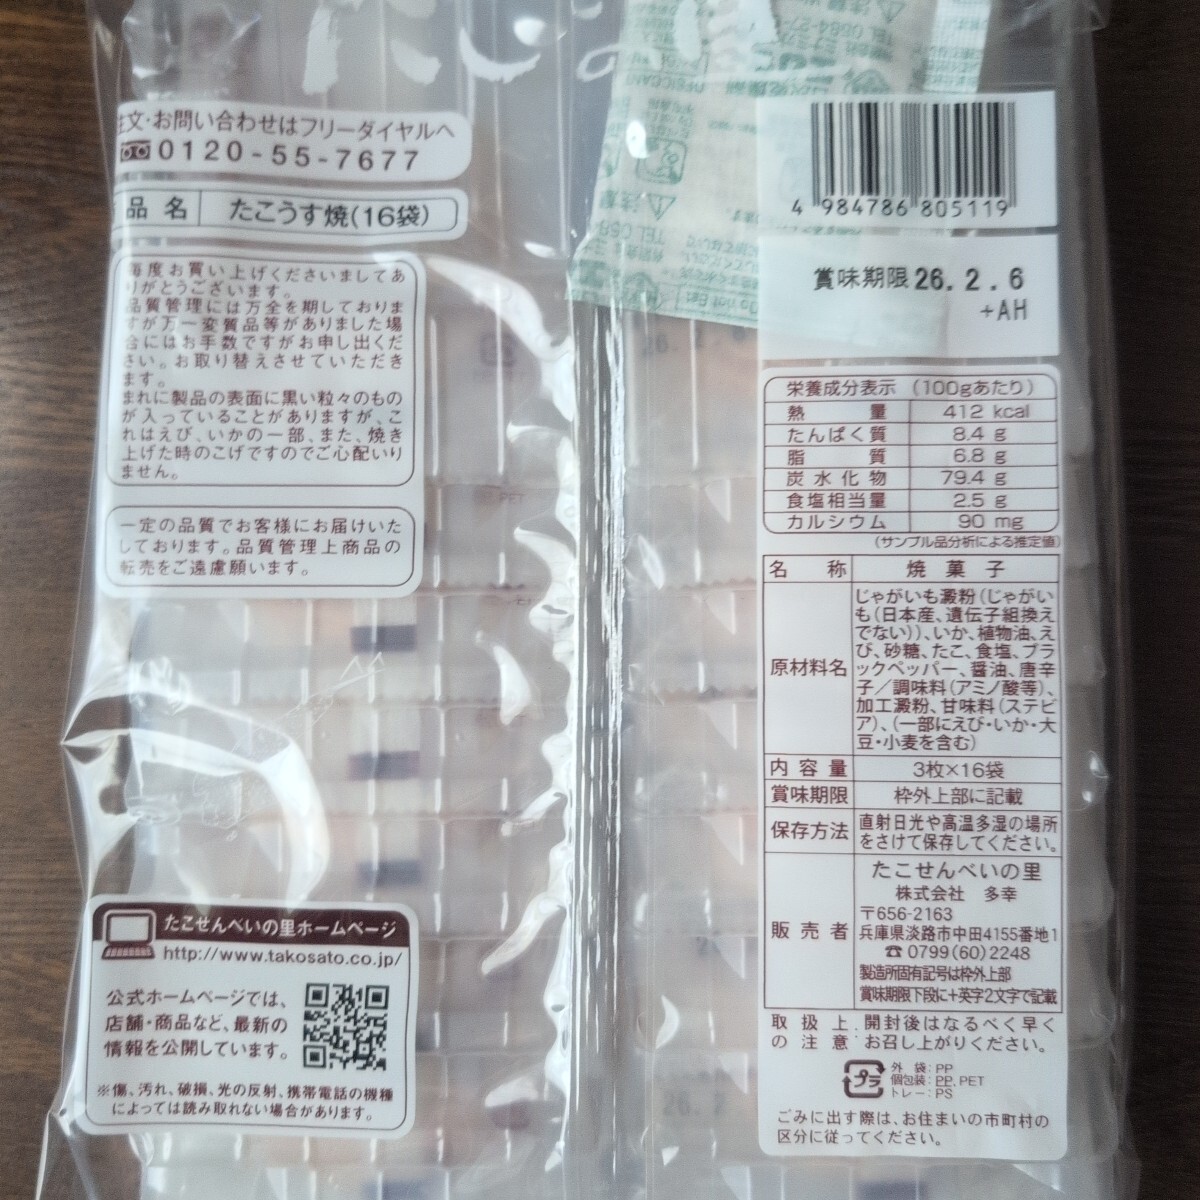 注文・お問い合わせはフリーダイヤルへ
0120-55-7677
品名 たこうす焼(16袋)
毎度お買い上げくださいましてあ
りがとうございます。
品質管理には万全を期しておりま
すが万一変質品等がありました場
合にはお手数ですがお申し出くださ
い。お取り替えさせていただき
ます。
まれに製品の表面に黒い粒々のもの
が入っていることがありますが、こ
れはえび、いかの一部、また、焼き
上げた時のこげですのでご心配いり
ません。
一定の品質でお客様にお届けいた
しております。品質管理上商品の
転売をご遠慮願います。
たこせんべいの里ホームページ
http://www.takosato.co.jp/
公式ホームページでは、
店舗・商品など、最新の
情報を公開しています。
※傷、汚れ、破損、光の反射、携帯電話の機種
によっては読み取れない場合があります。
4 984786 805119
賞味期限 26.2.6
+AH
栄養成分表示 (100gあたり)
熱量 412 kcal
たんぱく質 8.4 g
脂質 6.8 g
炭水化物 79.4 g
食塩相当量 2.5 g
カルシウム 90 mg
(サンプル品分析による推定値)
名称 焼菓子
原材料名 じゃがいも澱粉(じゃがい
も(日本産、遺伝子組換え
でない))、いか、植物油、え
び、砂糖、たこ、食塩、ブラ
ックペッパー、醤油、唐辛
子/調味料(アミノ酸等)、
加工澱粉、甘味料(ステビ
ア)、(一部にえび・いか・大
豆・小麦を含む)
内容量 3枚×16袋
賞味期限 枠外上部に記載
保存方法 直射日光や高温多湿の場所
をさけて保存してください。
販売者 たこせんべいの里
株式会社 多幸
〒656-2163
兵庫県淡路市中田4155番地1
☎0799(60)2248
製造所固有記号は枠外上部
賞味期限下段に+英字2文字で記載
取扱上 開封後はなるべく早く
の注意 お召し上がりください。
プラ
外袋:PP
個包装:PP,PET
トレー:PS
ごみに出す際は、お住まいの市町村の
区分に従ってください。